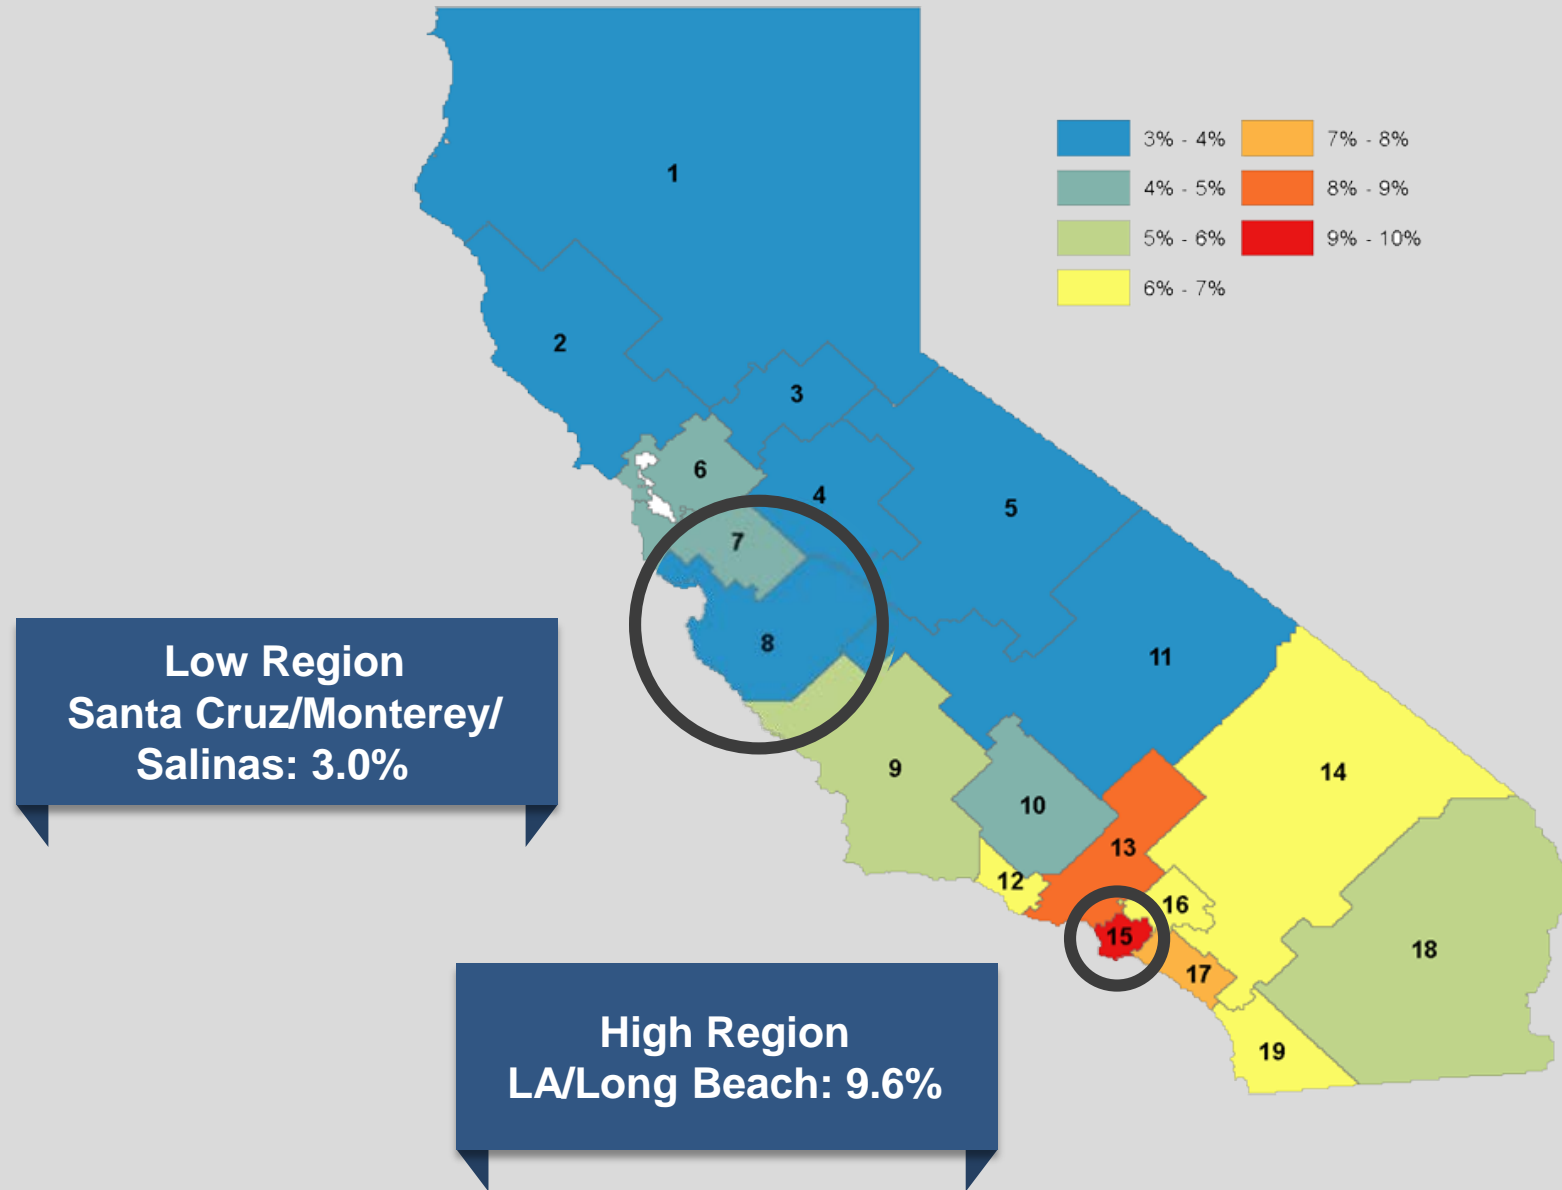 1
3% - 4%
7% - 8%
4% - 5%
8% - 9%
5% - 6%
9% - 10%
6% - 7%
2
3
6
4
5
7
8
11
Low Region
Santa Cruz/Monterey/
Salinas: 3.0%
9
14
10
13
12
16
15
18
17
High Region
LA/Long Beach: 9.6%
19